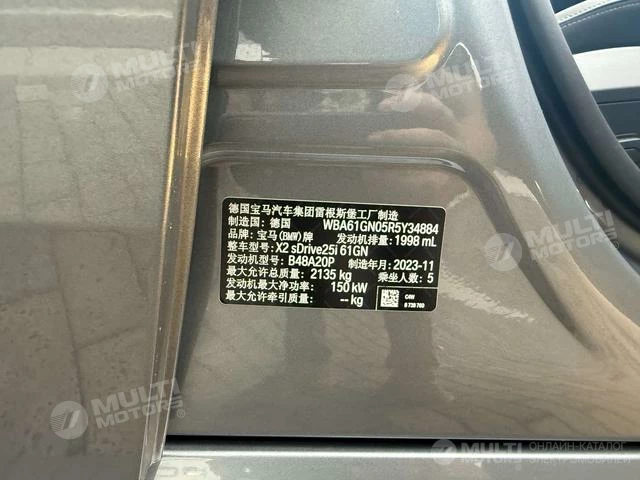 德国宝马汽车集团雷根斯堡工厂制造
制造国：德国 WBA61GN05R5Y34884
品牌：宝马(BMW)牌 发动机排量：1998 mL
整车型号：X2 sDrive25i 61GN
发动机型号：B48A20P 制造年月：2023-11
最大允许总质量：2135 kg 乘坐人数：5
发动机最大净功率：150 kW
最大允许牵引质量：-- kg
C4W
MULTI MOTORS®
MULTI MOTORS®
MULTI MOTORS®
MULTI MOTORS®
MULTI
ОНЛАЙН-КАТАЛОГ
ЭЛЕКТРОМОБИЛЕЙ